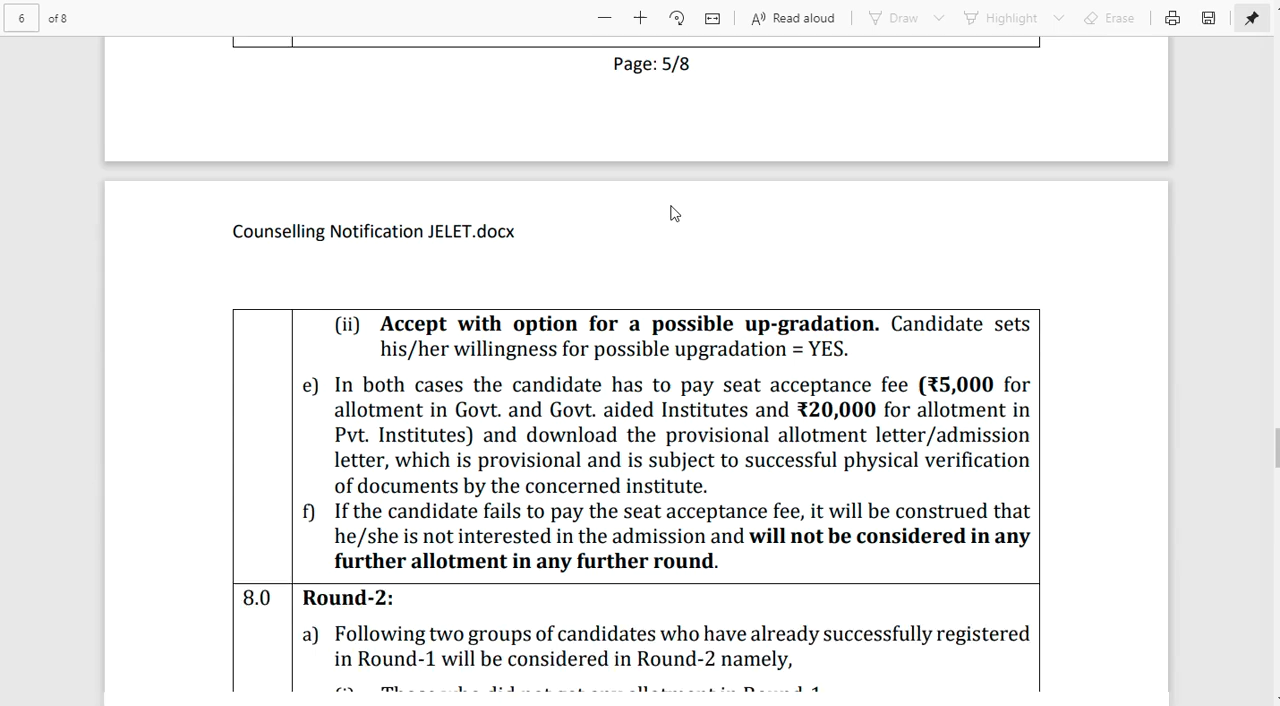 6 of 8 Read aloud Draw Highlight Erase
Page: 5/8
Counselling Notification JELET.docx
(ii) Accept with option for a possible up-gradation. Candidate sets
his/her willingness for possible upgradation = YES.
e) In both cases the candidate has to pay seat acceptance fee (₹5,000 for
allotment in Govt. and Govt. aided Institutes and ₹20,000 for allotment in
Pvt. Institutes) and download the provisional allotment letter/admission
letter, which is provisional and is subject to successful physical verification
of documents by the concerned institute.
f) If the candidate fails to pay the seat acceptance fee, it will be construed that
he/she is not interested in the admission and will not be considered in any
further allotment in any further round.
8.0 Round-2:
a) Following two groups of candidates who have already successfully registered
in Round-1 will be considered in Round-2 namely,